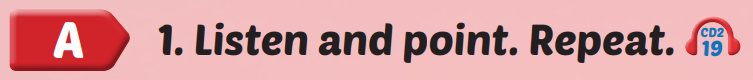 A 1. Listen and point. Repeat. CD2
19